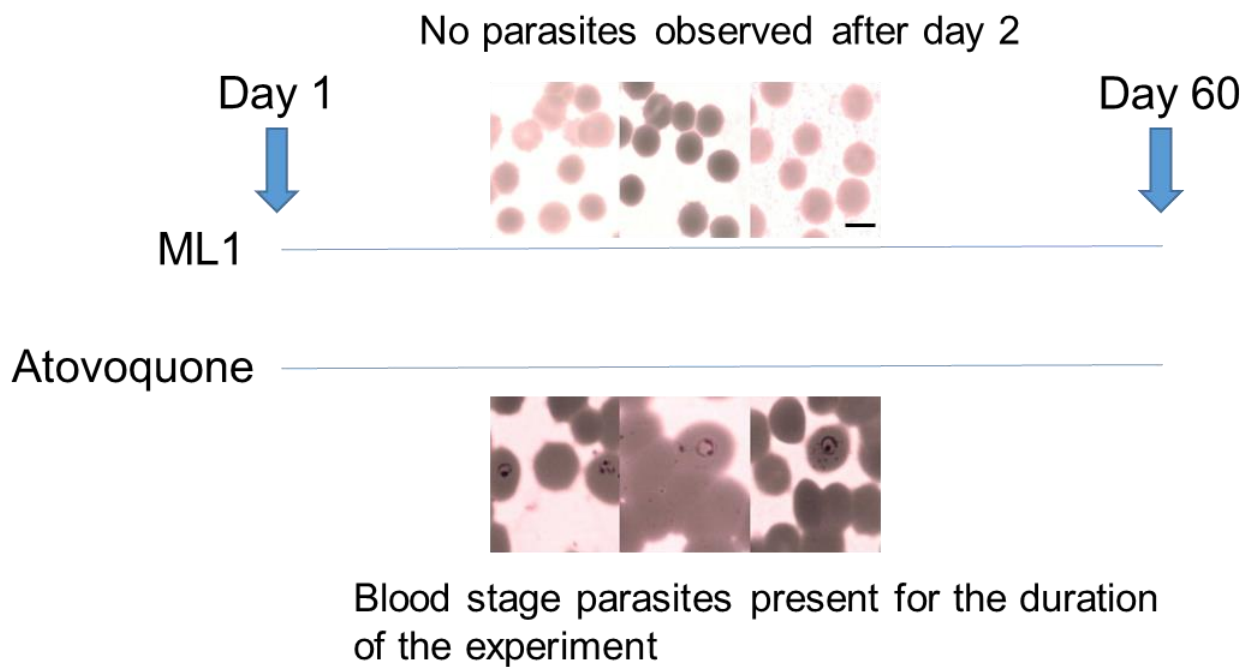 No parasites observed after day 2
Day 1
Day 60
ML1
Atovoquone
Blood stage parasites present for the duration
of the experiment